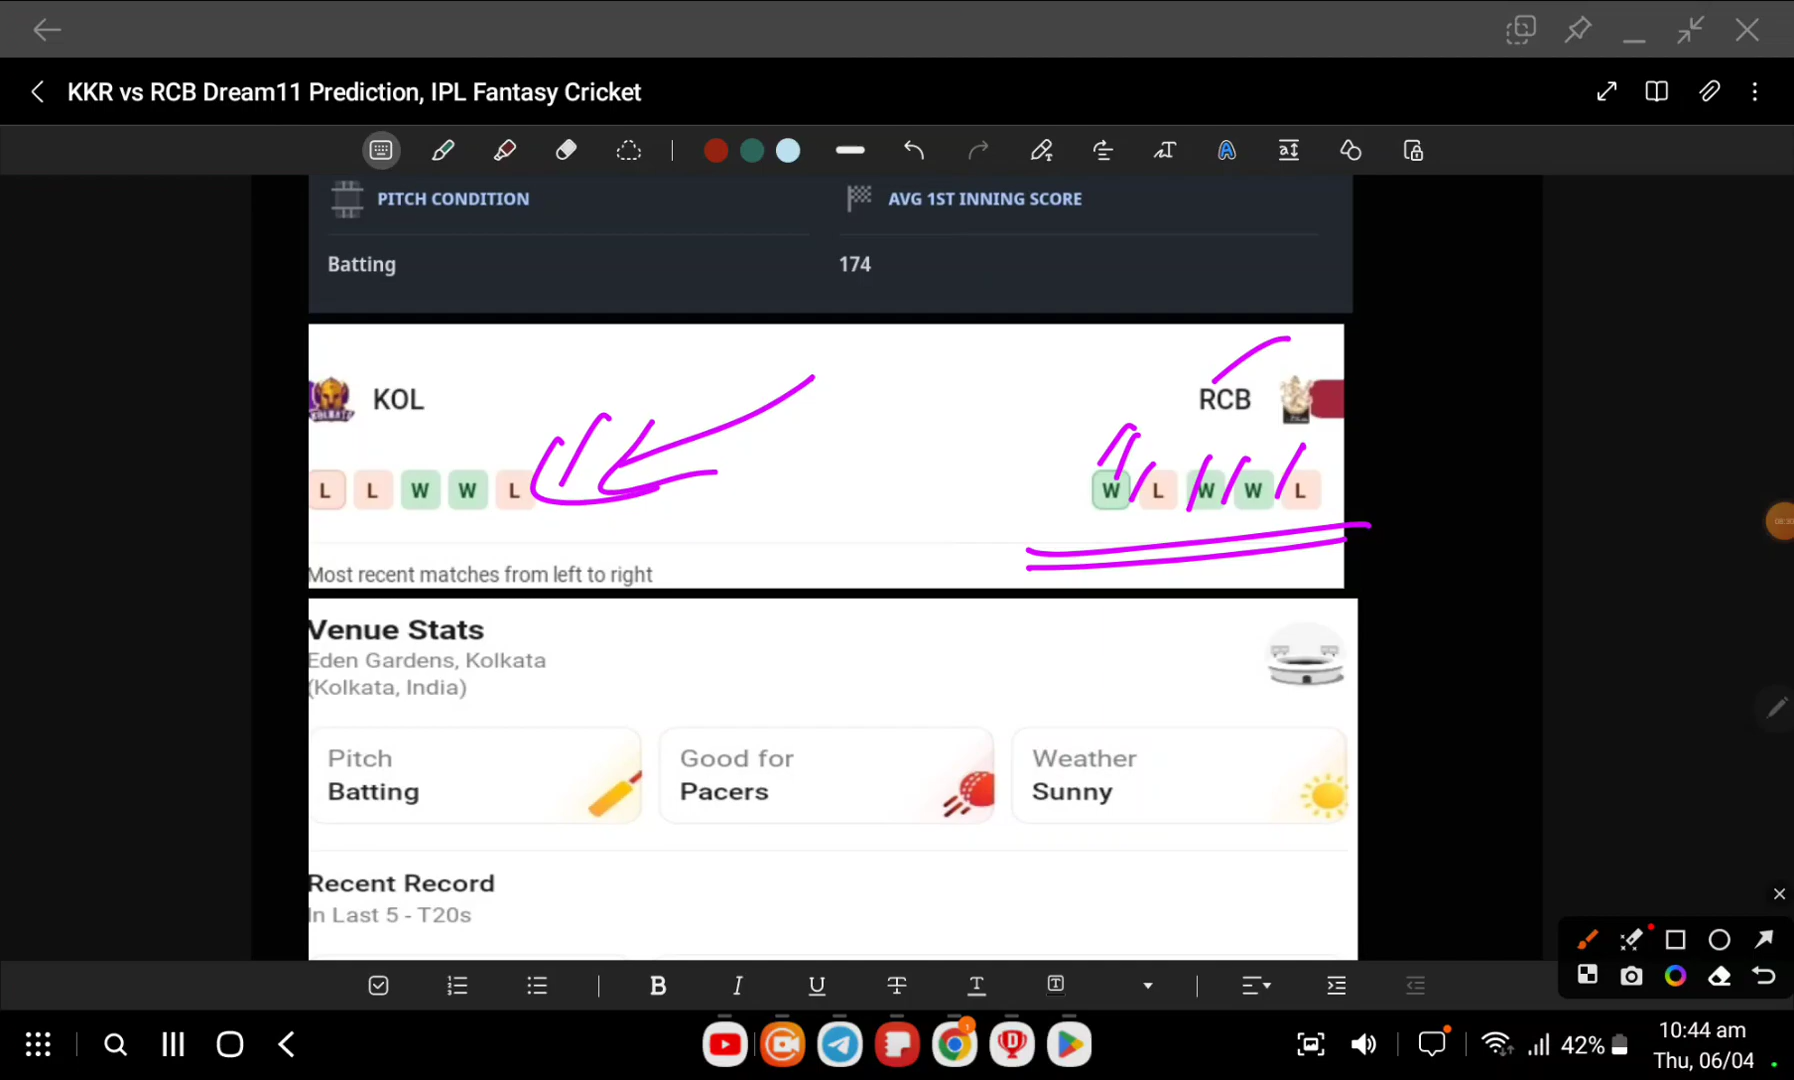 KKR vs RCB Dream11 Prediction, IPL Fantasy Cricket
PITCH CONDITION
AVG 1ST INNING SCORE
Batting
174
KOL
RCB
L L W W L
W L W W L
Most recent matches from left to right
Venue Stats
Eden Gardens, Kolkata
(Kolkata, India)
Pitch
Batting
Good for
Pacers
Weather
Sunny
Recent Record
In Last 5 - T20s
10:44 am
42%
Thu, 06/04